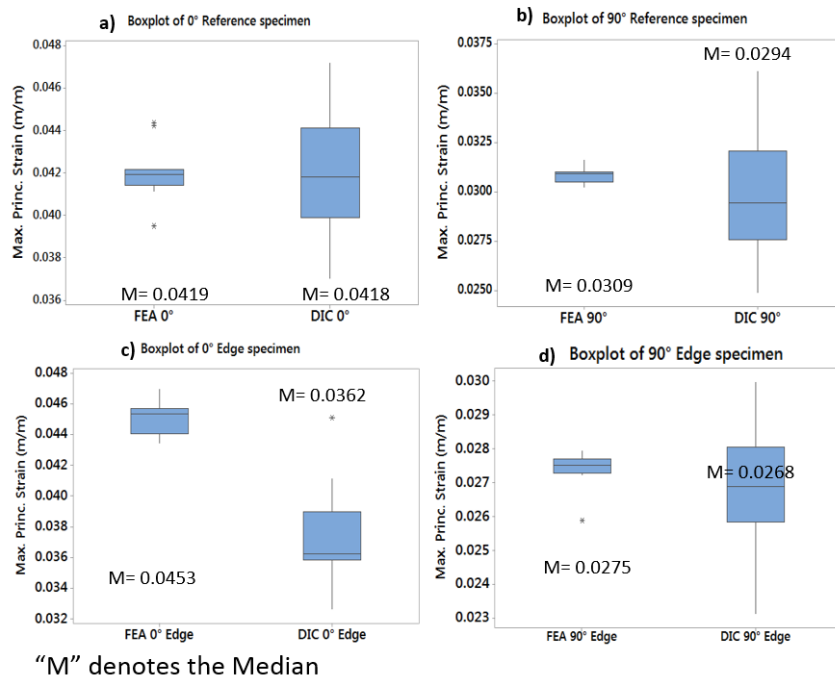 a) Boxplot of 0° Reference specimen
Max. Princ. Strain (m/m)
0.048
0.046
0.044
0.042
0.040
0.038
0.036
M= 0.0419
M= 0.0418
FEA 0°
DIC 0°
b) Boxplot of 90° Reference specimen
Max. Princ. Strain (m/m)
0.0375
0.0350
0.0325
0.0300
0.0275
0.0250
M= 0.0294
M= 0.0309
FEA 90°
DIC 90°
c) Boxplot of 0° Edge specimen
Max. Princ. Strain (m/m)
0.048
0.046
0.044
0.042
0.040
0.038
0.036
0.034
0.032
M= 0.0362
M= 0.0453
FEA 0° Edge
DIC 0° Edge
d) Boxplot of 90° Edge specimen
Max. Princ. Strain (m/m)
0.030
0.029
0.028
0.027
0.026
0.025
0.024
0.023
M= 0.0268
M= 0.0275
FEA 90° Edge
DIC 90° Edge
“M” denotes the Median